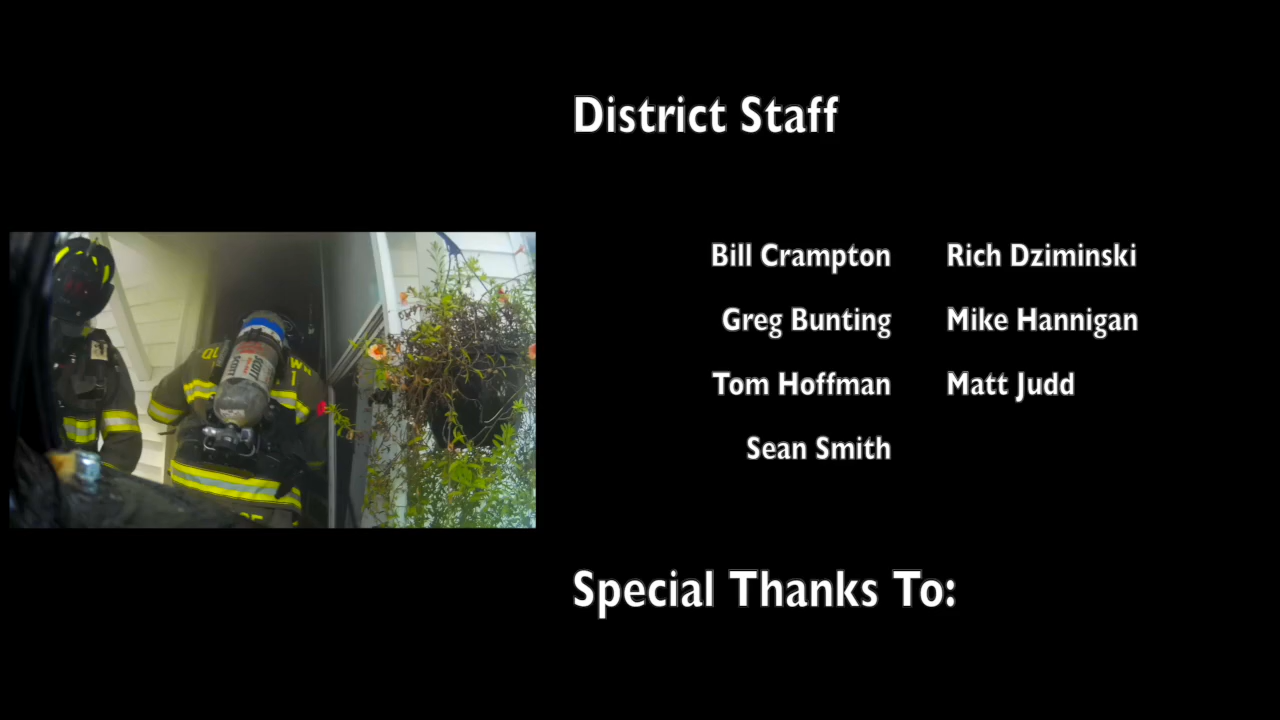 District Staff
Bill Crampton Rich Dziminski
Greg Bunting Mike Hannigan
Tom Hoffman Matt Judd
Sean Smith
Special Thanks To:
SCOTT